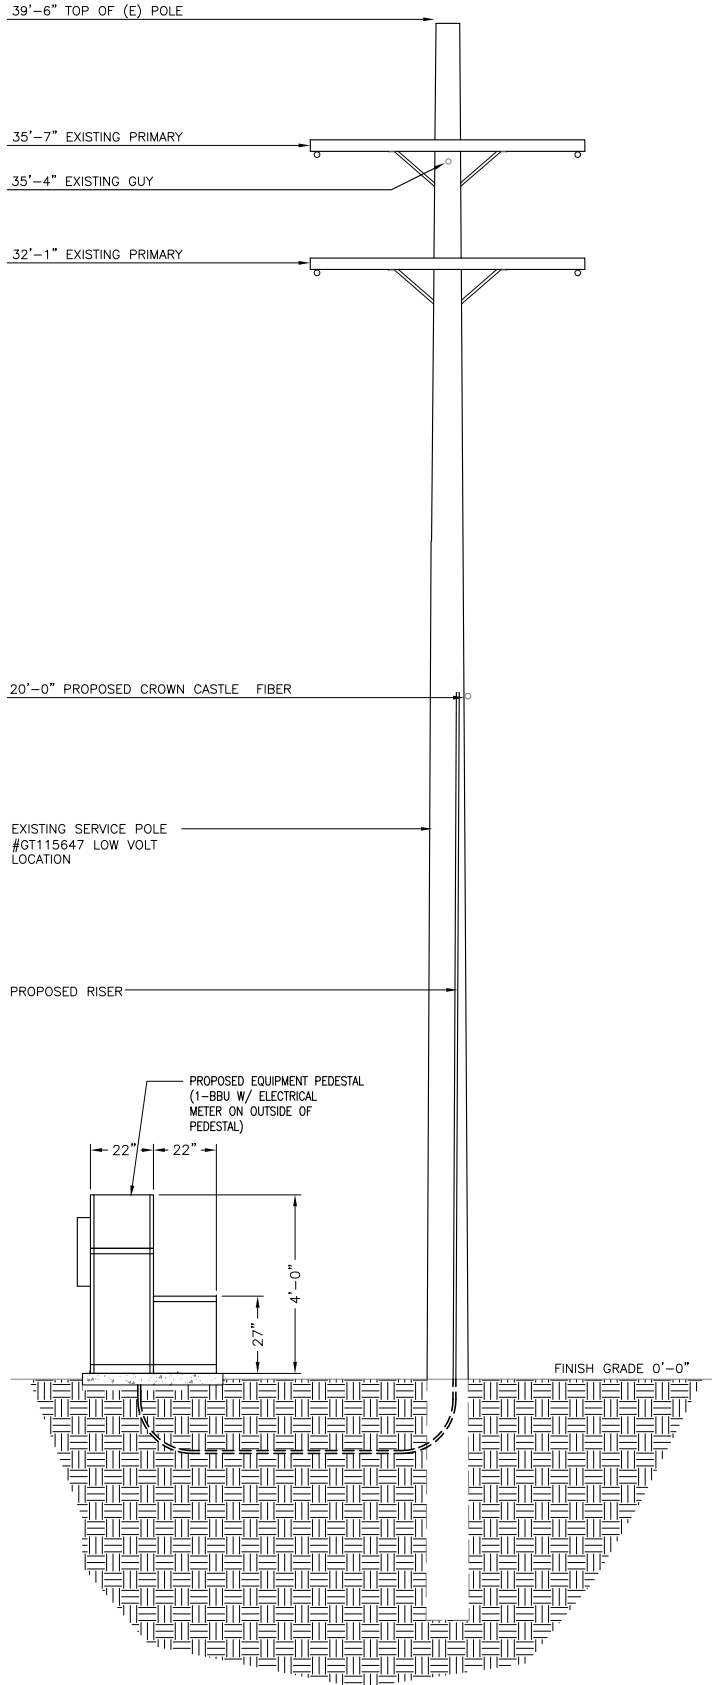 39'-6" TOP OF (E) POLE
35'-7" EXISTING PRIMARY
35'-4" EXISTING GUY
32'-1" EXISTING PRIMARY
20'-0" PROPOSED CROWN CASTLE FIBER
EXISTING SERVICE POLE
#GT115647 LOW VOLT
LOCATION
PROPOSED RISER
PROPOSED EQUIPMENT PEDESTAL
(1-BBU W/ ELECTRICAL
METER ON OUTSIDE OF
PEDESTAL)
22" 22"
4'-0"
27"
FINISH GRADE 0'-0"